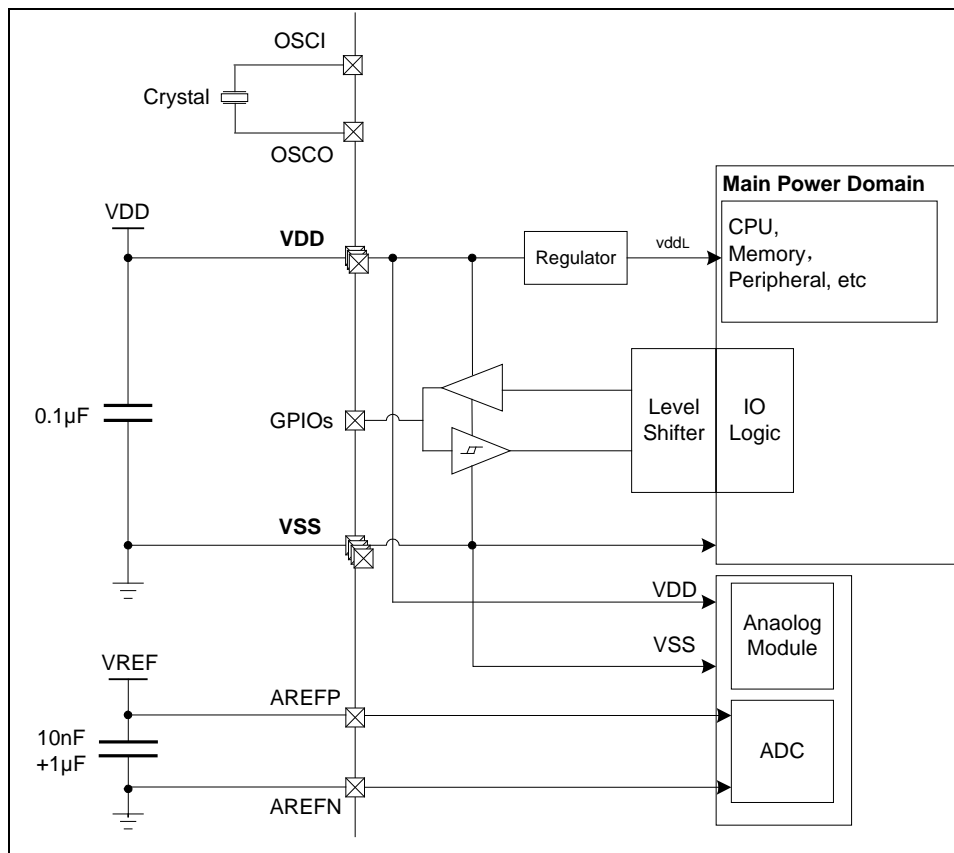 OSCI
Crystal
OSCO
Main Power Domain
VDD
VDD
CPU,
Memory，
Peripheral, etc
Regulator
vddL
0.1µF
GPIOs
Level
Shifter
IO
Logic
VSS
VDD
Anaolog
Module
VSS
VREF
AREFP
10nF
+1µF
ADC
AREFN